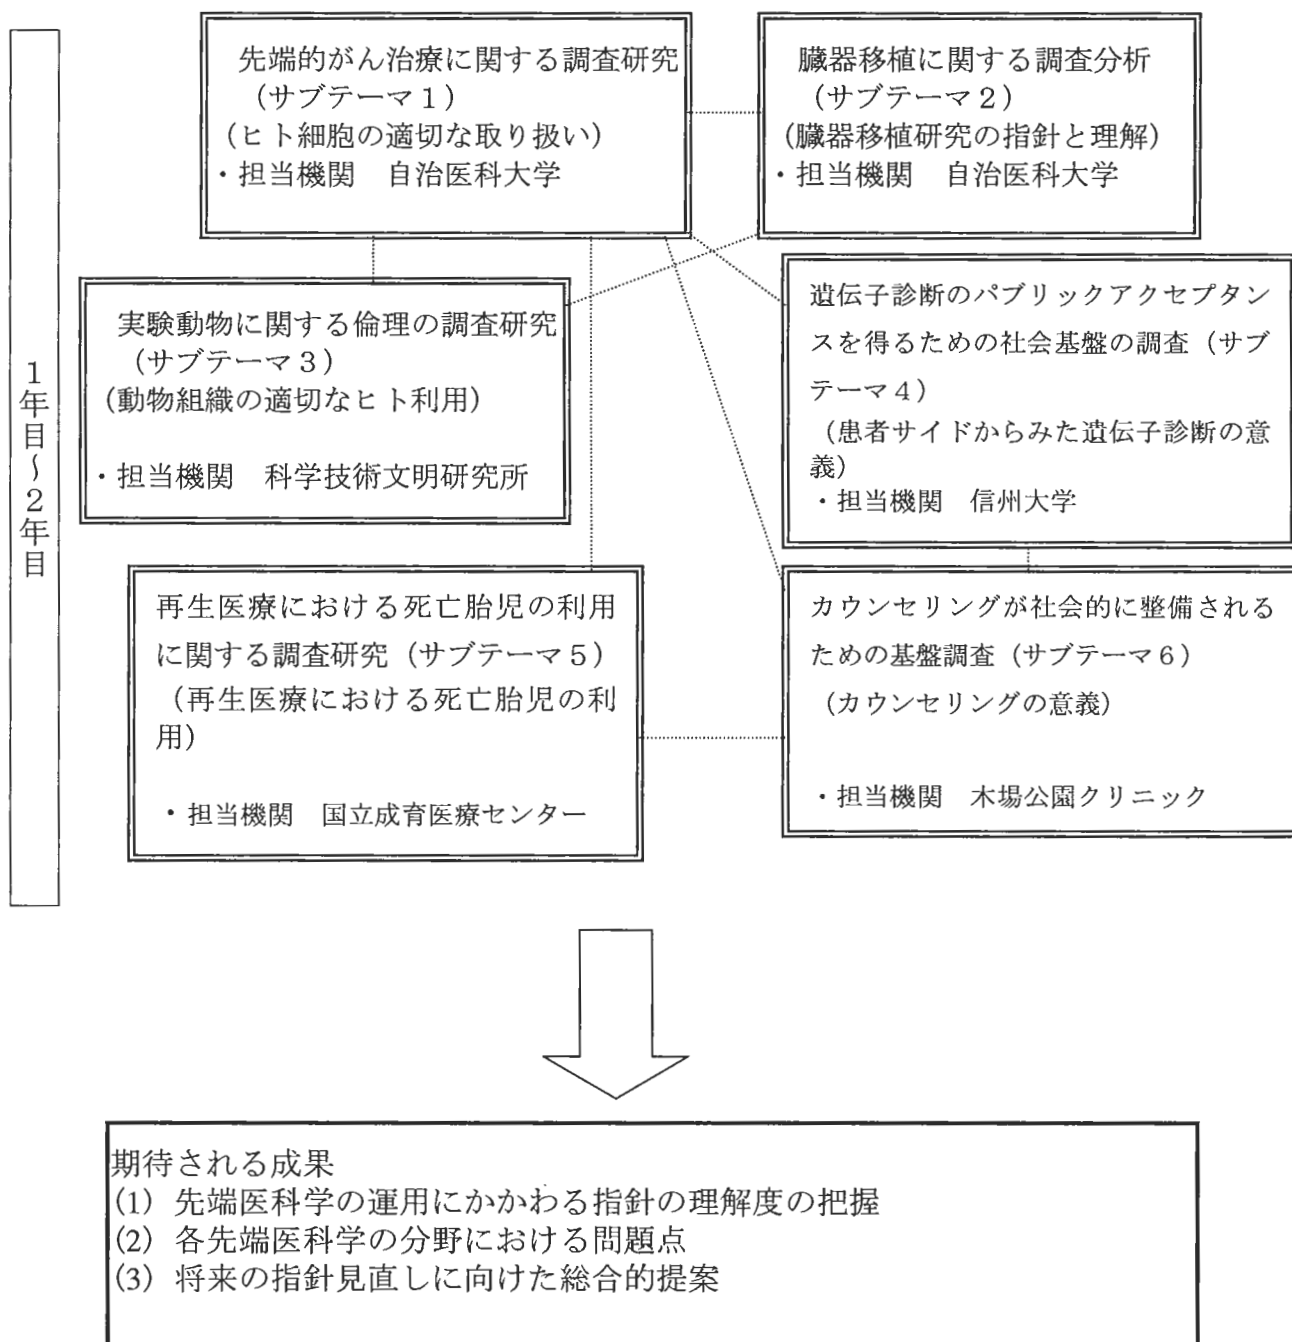 1年目~2年目
先端的がん治療に関する調査研究
(サブテーマ1)
(ヒト細胞の適切な取り扱い)
・担当機関 自治医科大学
臓器移植に関する調査分析
(サブテーマ2)
(臓器移植研究の指針と理解)
・担当機関 自治医科大学
実験動物に関する倫理の調査研究
(サブテーマ3)
(動物組織の適切なヒト利用)
・担当機関 科学技術文明研究所
遺伝子診断のパブリックアクセプタン
スを得るための社会基盤の調査(サブ
テーマ4)
(患者サイドからみた遺伝子診断の意
義)
・担当機関 信州大学
再生医療における死亡胎児の利用
に関する調査研究(サブテーマ5)
(再生医療における死亡胎児の利
用)
・担当機関 国立成育医療センター
カウンセリングが社会的に整備される
ための基盤調査(サブテーマ6)
(カウンセリングの意義)
・担当機関 木場公園クリニック
期待される成果
(1) 先端医科学の運用にかかわる指針の理解度の把握
(2) 各先端医科学の分野における問題点
(3) 将来の指針見直しに向けた総合的提案